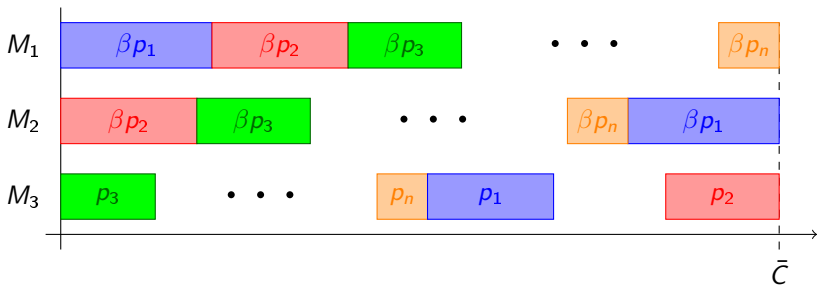 M₁ βp₁ βp₂ βp₃ • • • βpₙ
M₂ βp₂ βp₃ • • • βpₙ βp₁
M₃ p₃ • • • pₙ p₁ p₂
C̄